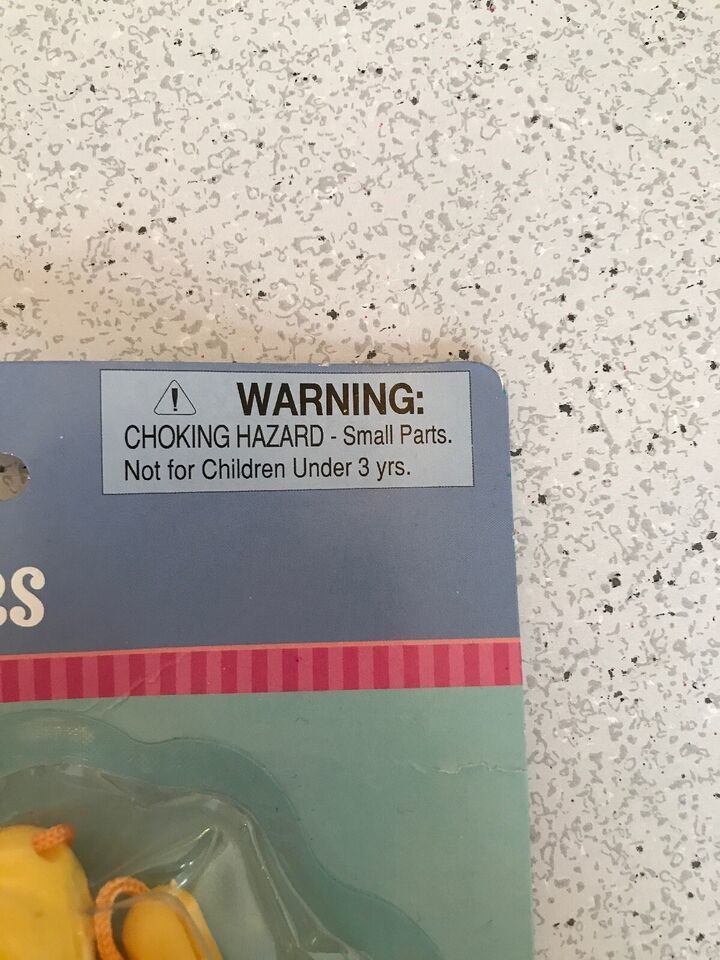 WARNING:
CHOKING HAZARD - Small Parts.
Not for Children Under 3 yrs.